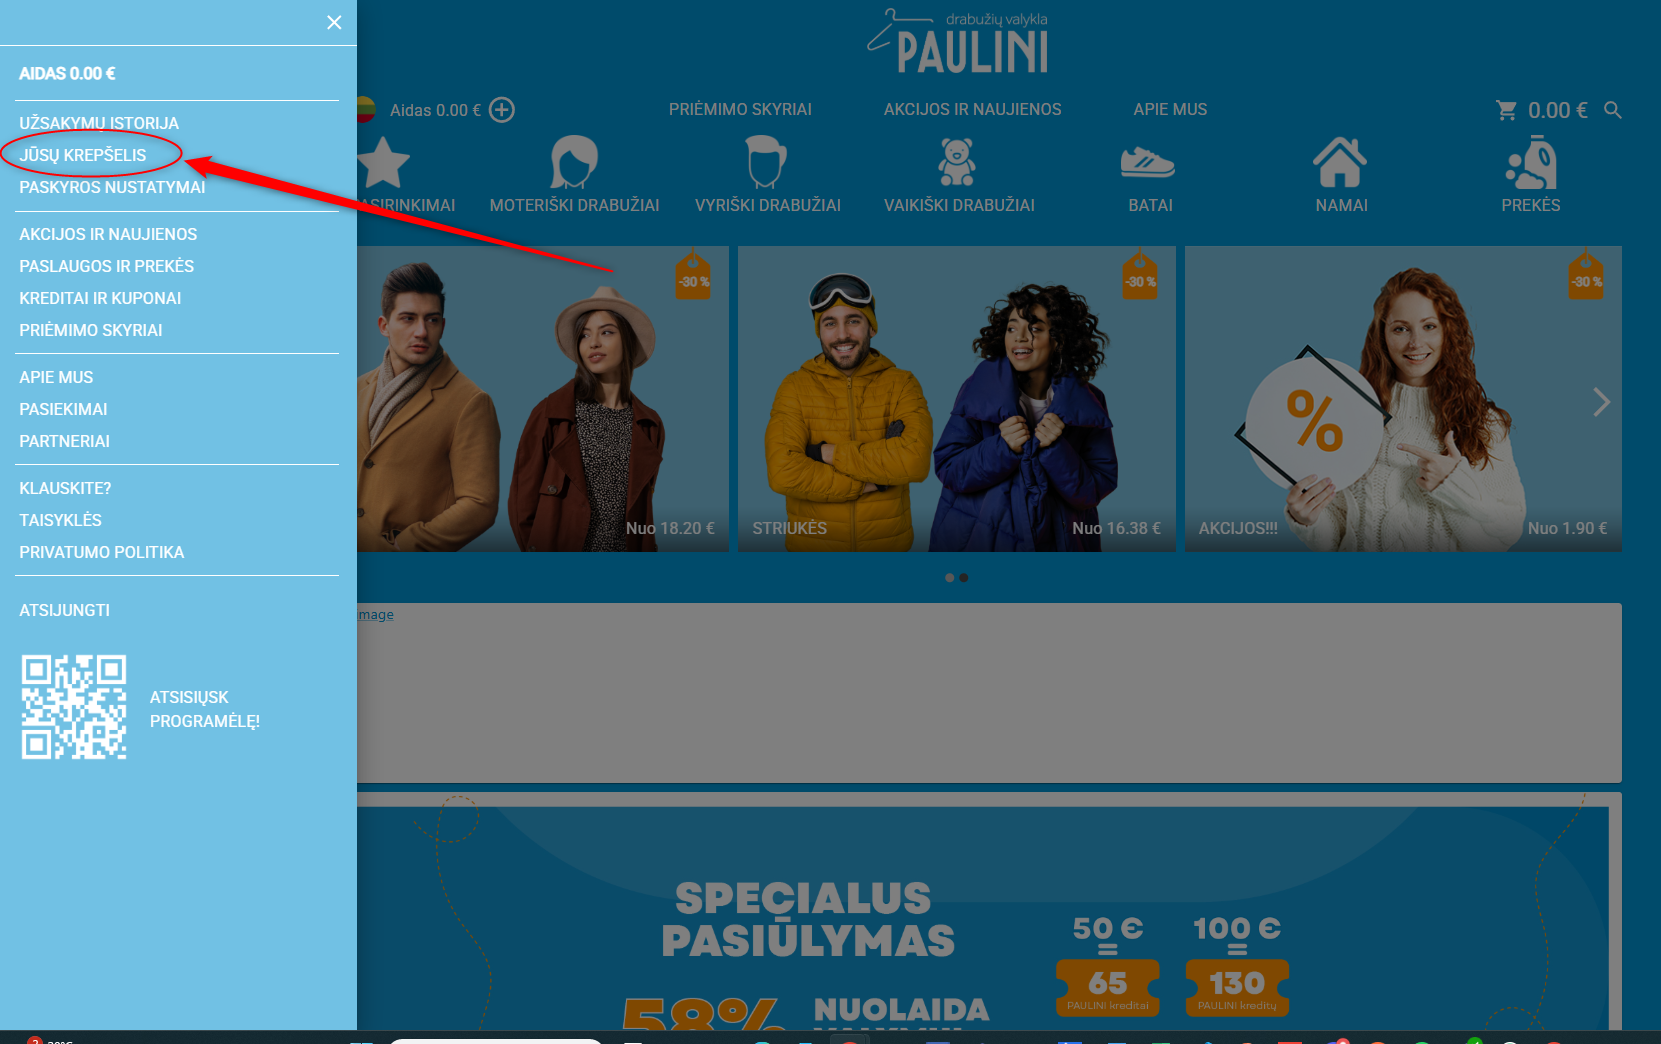 AIDAS 0.00 €
UŽSAKYMŲ ISTORIJA
JŪSŲ KREPŠELIS
PASKYROS NUSTATYMAI
AKCIJOS IR NAUJIENOS
PASLAUGOS IR PREKĖS
KREDITAI IR KUPONAI
PRIĖMIMO SKYRIAI
APIE MUS
PASIEKIMAI
PARTNERIAI
KLAUSKITE?
TAISYKLĖS
PRIVATUMO POLITIKA
ATSIJUNGTI
ATSISIŲSK
PROGRAMĖLĘ!
drabužių valykla
PAULINI
Aidas 0.00 €
PRIĖMIMO SKYRIAI
AKCIJOS IR NAUJIENOS
APIE MUS
0.00 €
ASIRINKIMAI
MOTERIŠKI DRABUŽIAI
VYRIŠKI DRABUŽIAI
VAIKIŠKI DRABUŽIAI
BATAI
NAMAI
PREKĖS
-30 %
Nuo 18.20 €
-30 %
STRIUKĖS
Nuo 16.38 €
-30 %
%
AKCIJOS!!!
Nuo 1.90 €
mage
SPECIALUS
PASIŪLYMAS
58%
NUOLAIDA
50 €
=
65
PAULINI kreditai
100 €
=
130
PAULINI kreditų